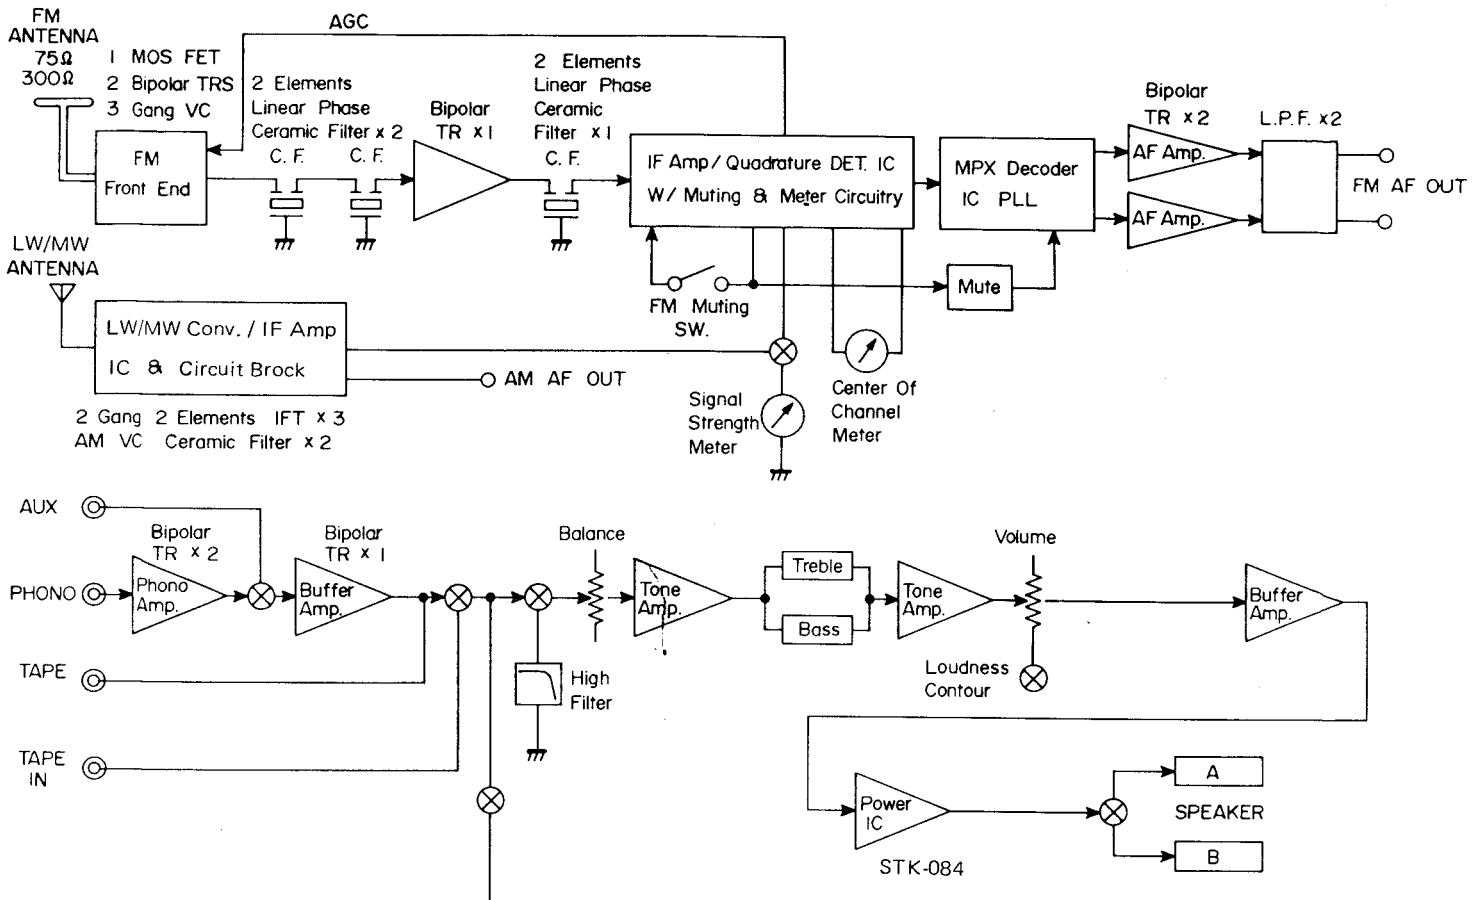 FM
ANTENNA
75Ω
300Ω
1 MOS FET
2 Bipolar TRS
3 Gang VC
AGC
2 Elements
Linear Phase
Ceramic Filter x 2
C. F.
C. F.
Bipolar
TR x 1
2 Elements
Linear Phase
Ceramic
Filter x 1
C. F.
FM
Front End
IF Amp / Quadrature DET. IC
W/ Muting & Meter Circuitry
MPX Decoder
IC PLL
Bipolar
TR x 2
AF Amp.
AF Amp.
L.P.F. x 2
FM AF OUT
Mute
FM Muting
SW.
LW/MW
ANTENNA
LW/MW Conv. / IF Amp
IC & Circuit Brock
AM AF OUT
2 Gang 2 Elements IFT x 3
AM VC Ceramic Filter x 2
Signal
Strength
Meter
Center Of
Channel
Meter
AUX
Bipolar
TR x 2
PHONO
Phono
Amp.
Bipolar
TR x 1
Buffer
Amp.
TAPE
TAPE
IN
High
Filter
Balance
Tone
Amp.
Treble
Bass
Tone
Amp.
Volume
Loudness
Contour
Buffer
Amp.
Power
IC
STK-084
A
SPEAKER
B